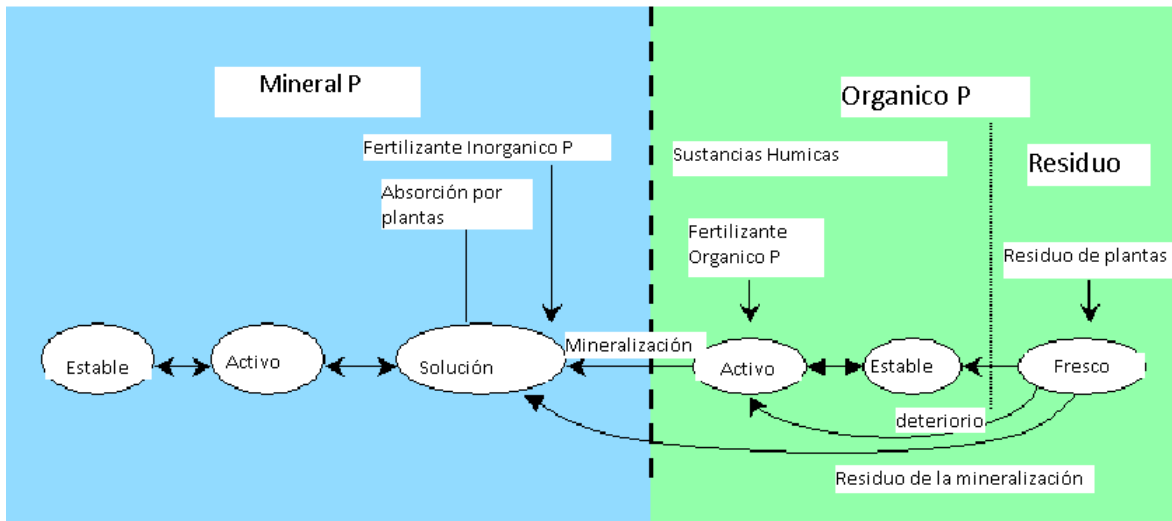 Mineral P
Organico P
Fertilizante Inorganico P
Sustancias Humicas
Residuo
Absorción por
plantas
Fertilizante
Organico P
Residuo de plantas
Mineralización
Estable
Activo
Solución
Activo
Estable
Fresco
deteriorio
Residuo de la mineralización